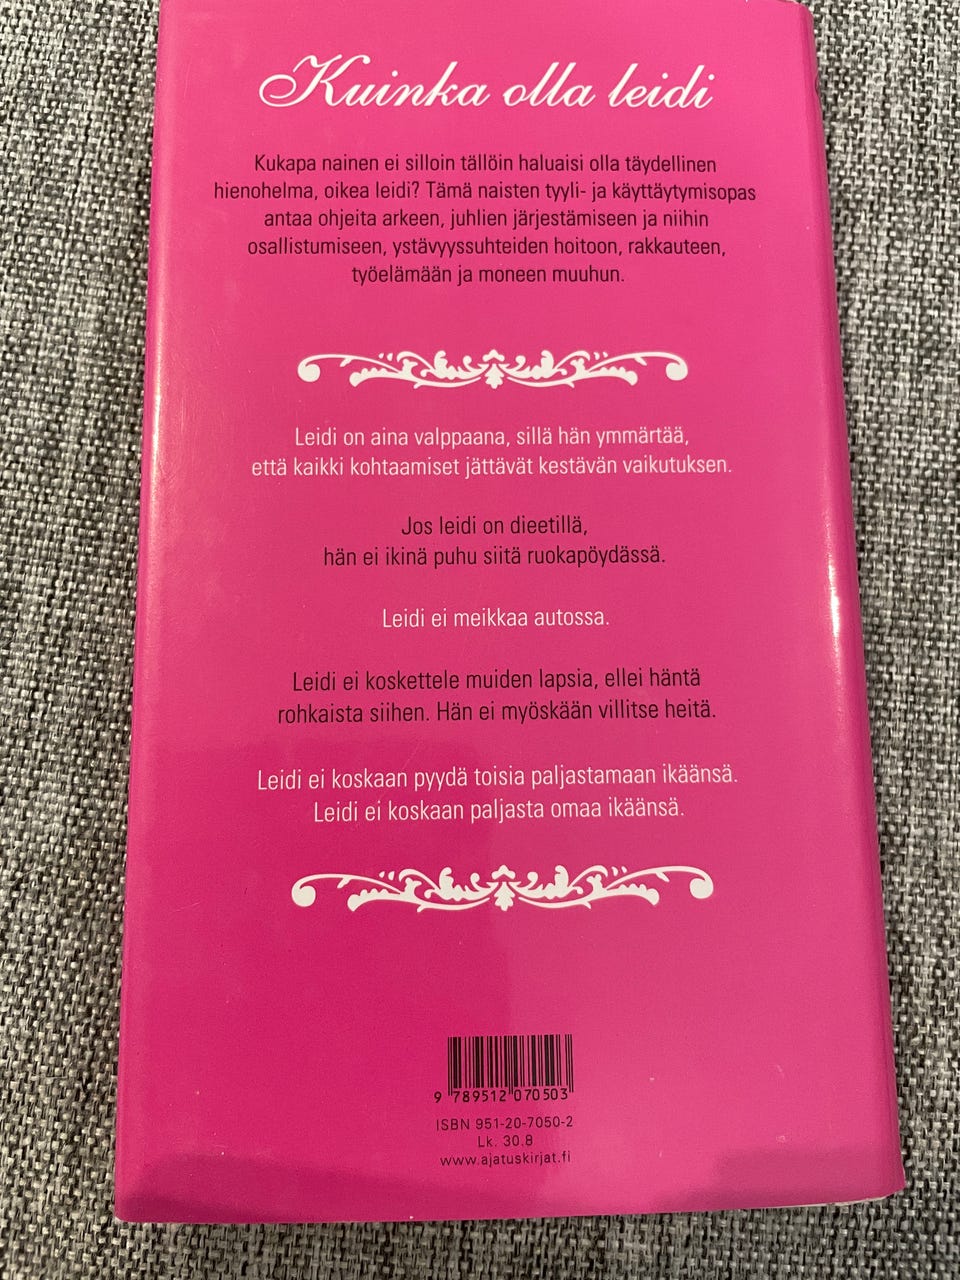 Kuinka olla leidi
Kukapa nainen ei silloin tällöin haluaisi olla täydellinen
hienohelma, oikea leidi? Tämä naisten tyyli- ja käyttäytymisopas
antaa ohjeita arkeen, juhlien järjestämiseen ja niihin
osallistumiseen, ystävyyssuhteiden hoitoon, rakkauteen,
työelämään ja moneen muuhun.
Leidi on aina valppaana, sillä hän ymmärtää,
että kaikki kohtaamiset jättävät kestävän vaikutuksen.
Jos leidi on dieetillä,
hän ei ikinä puhu siitä ruokapöydässä.
Leidi ei meikkaa autossa.
Leidi ei koskettele muiden lapsia, ellei häntä
rohkaista siihen. Hän ei myöskään villitse heitä.
Leidi ei koskaan pyydä toisia paljastamaan ikäänsä.
Leidi ei koskaan paljasta omaa ikäänsä.
9 789512 070503
ISBN 951-20-7050-2
Lk. 30.8
www.ajatuskirjat.fi